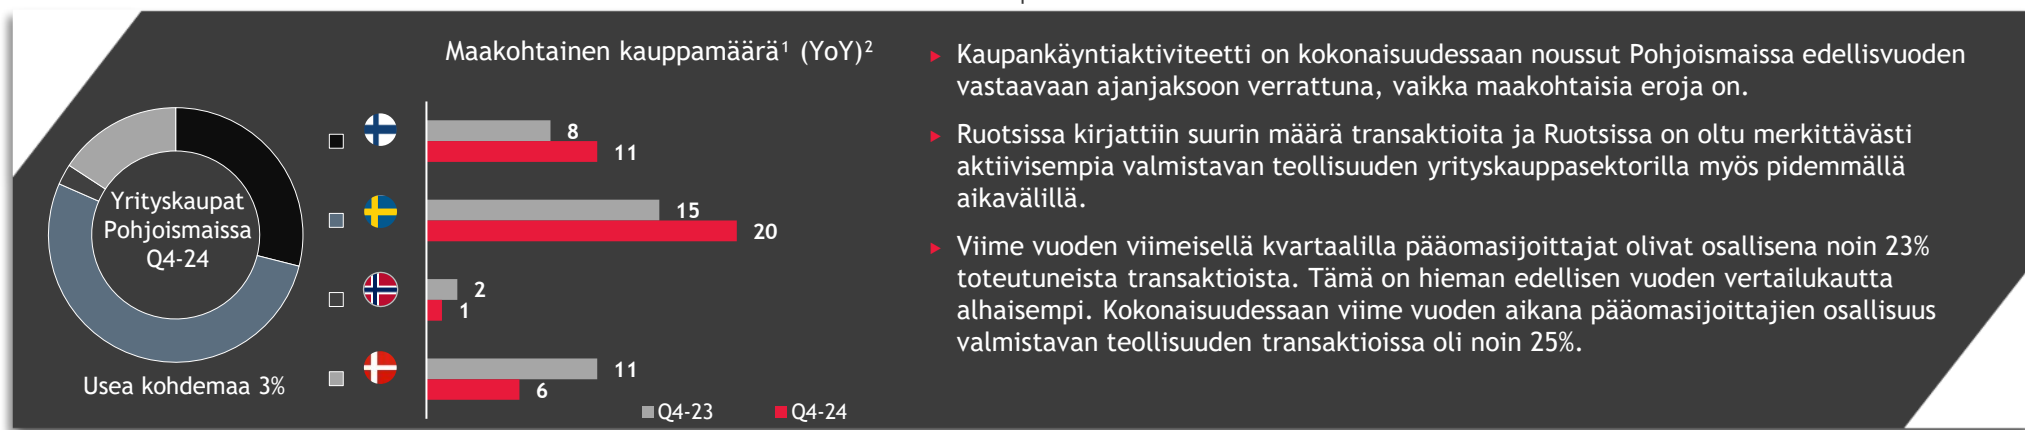 Maakohtainen kauppamäärä¹ (YoY)²
Yrityskaupat
Pohjoismaissa
Q4-24
Usea kohdemaa 3%
8
11
15
20
2
1
11
6
Q4-23
Q4-24
► Kaupankäyntiaktiviteetti on kokonaisuudessaan noussut Pohjoismaissa edellisvuoden
vastaavaan ajanjaksoon verrattuna, vaikka maakohtaisia eroja on.
► Ruotsissa kirjattiin suurin määrä transaktioita ja Ruotsissa on oltu merkittävästi
aktiivisempia valmistavan teollisuuden yrityskauppasektorilla myös pidemmällä
aikavälillä.
► Viime vuoden viimeisellä kvartaalilla pääomasijoittajat olivat osallisena noin 23%
toteutuneista transaktioista. Tämä on hieman edellisen vuoden vertailukautta
alhaisempi. Kokonaisuudessaan viime vuoden aikana pääomasijoittajien osallisuus
valmistavan teollisuuden transaktioissa oli noin 25%.